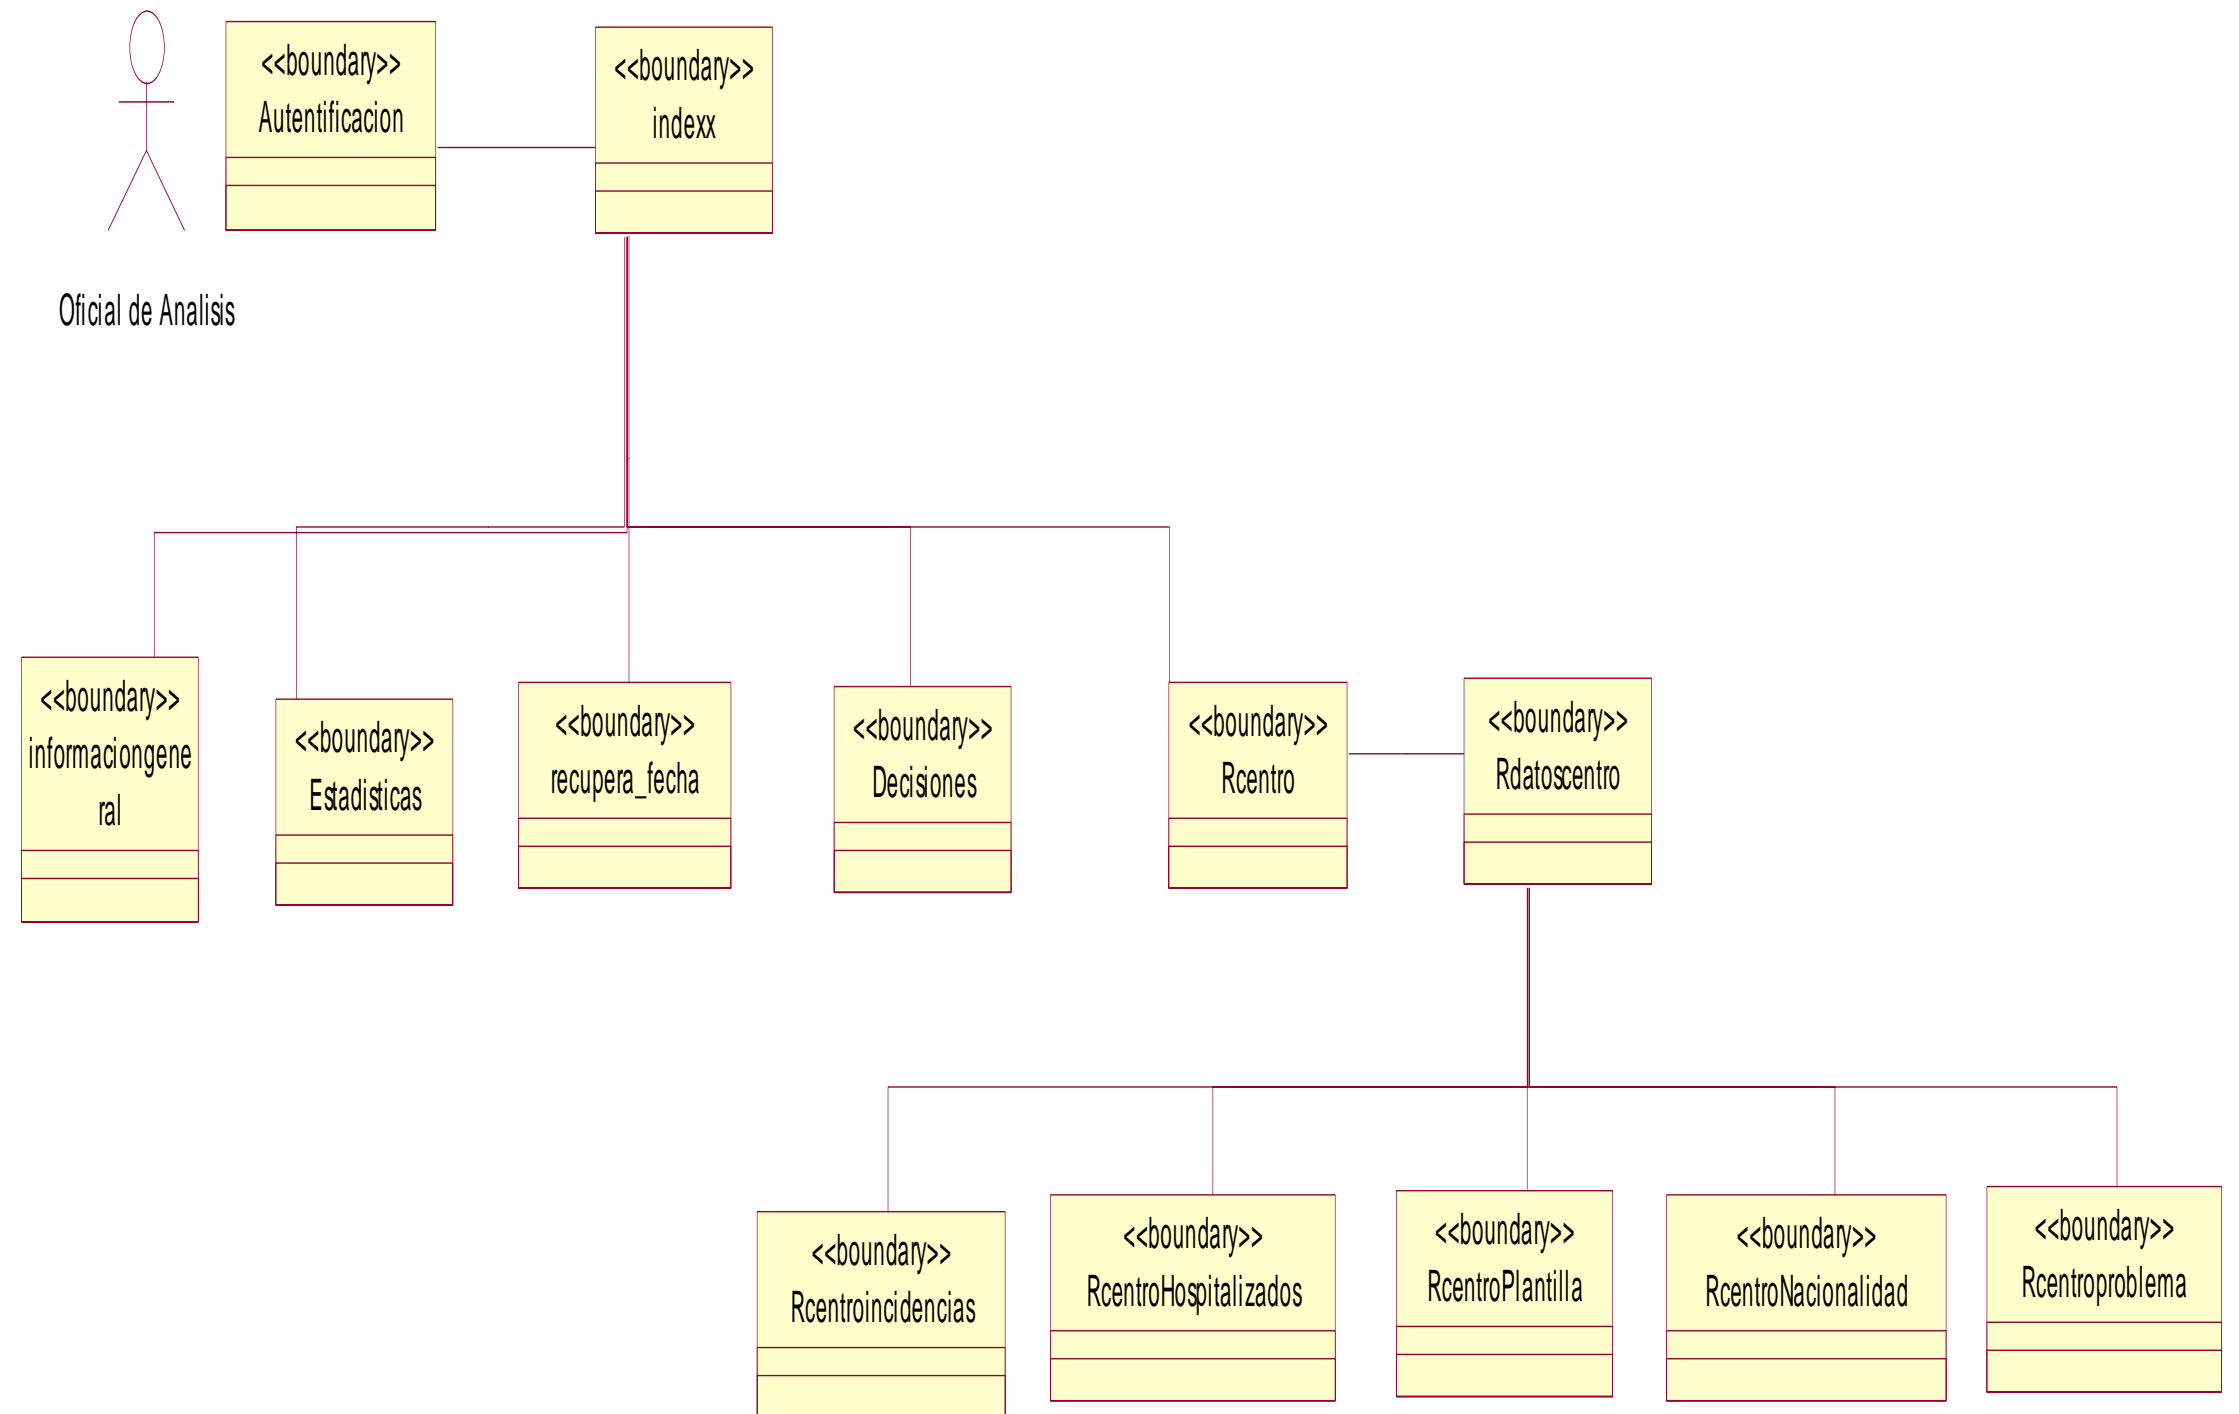 <<boundary>>
Autentificacion
<<boundary>>
indexx
Oficial de Analisis
<<boundary>>
informaciongene
ral
<<boundary>>
Estadisticas
<<boundary>>
recupera_fecha
<<boundary>>
Decisiones
<<boundary>>
Rcentro
<<boundary>>
Rdatoscentro
<<boundary>>
Rcentroincidencias
<<boundary>>
RcentroHospitalizados
<<boundary>>
RcentroPlantilla
<<boundary>>
RcentroNacionalidad
<<boundary>>
Rcentroproblema